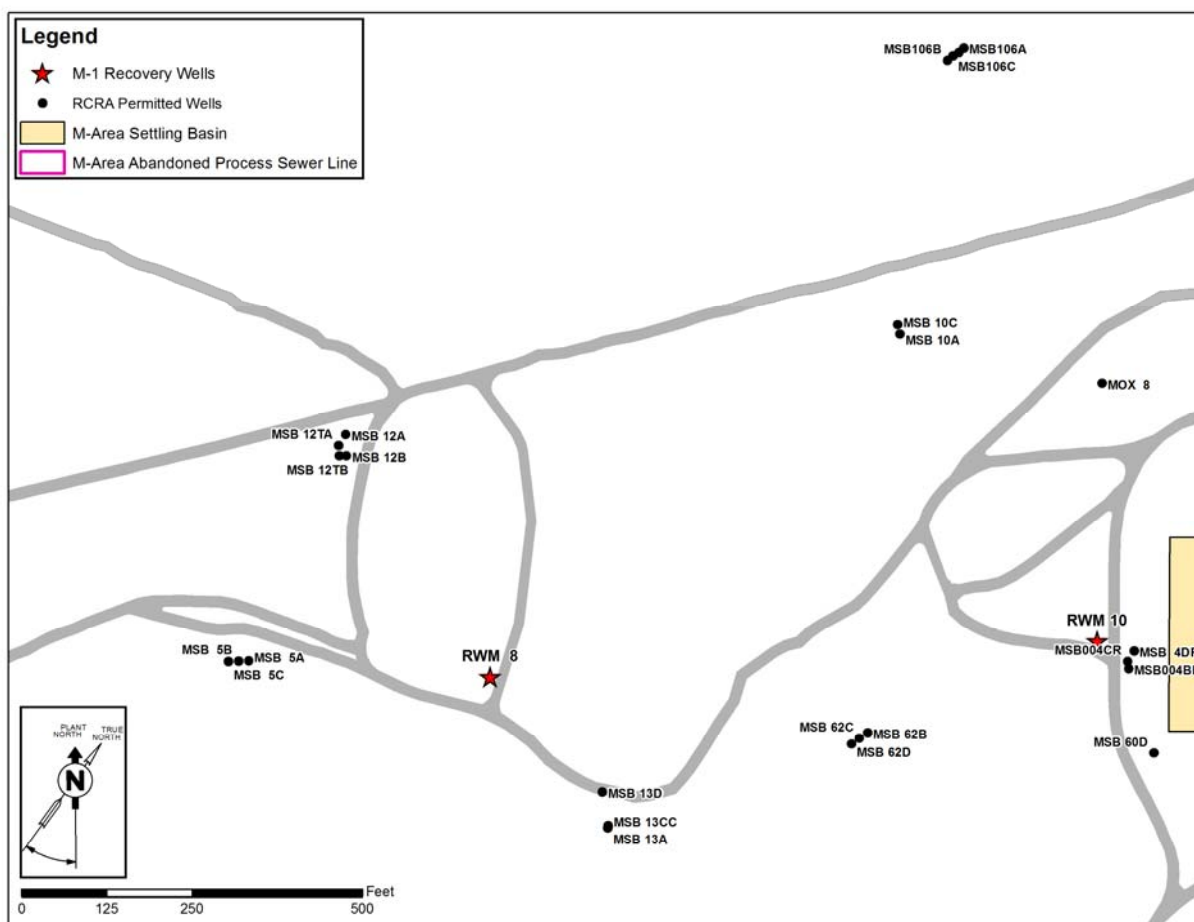 Legend
M-1 Recovery Wells
RCRA Permitted Wells
M-Area Settling Basin
M-Area Abandoned Process Sewer Line
MSB106B
MSB106A
MSB106C
MSB 10C
MSB 10A
MOX 8
MSB 12TA
MSB 12A
MSB 12B
MSB 12TB
RWM 10
MSB004CR
MSB 4D
MSB004B
MSB 5B
MSB 5A
MSB 5C
RWM 8
MSB 62C
MSB 62B
MSB 62D
MSB 60D
MSB 13D
MSB 13CC
MSB 13A
PLANT NORTH
TRUE NORTH
N
0 125 250 500
Feet